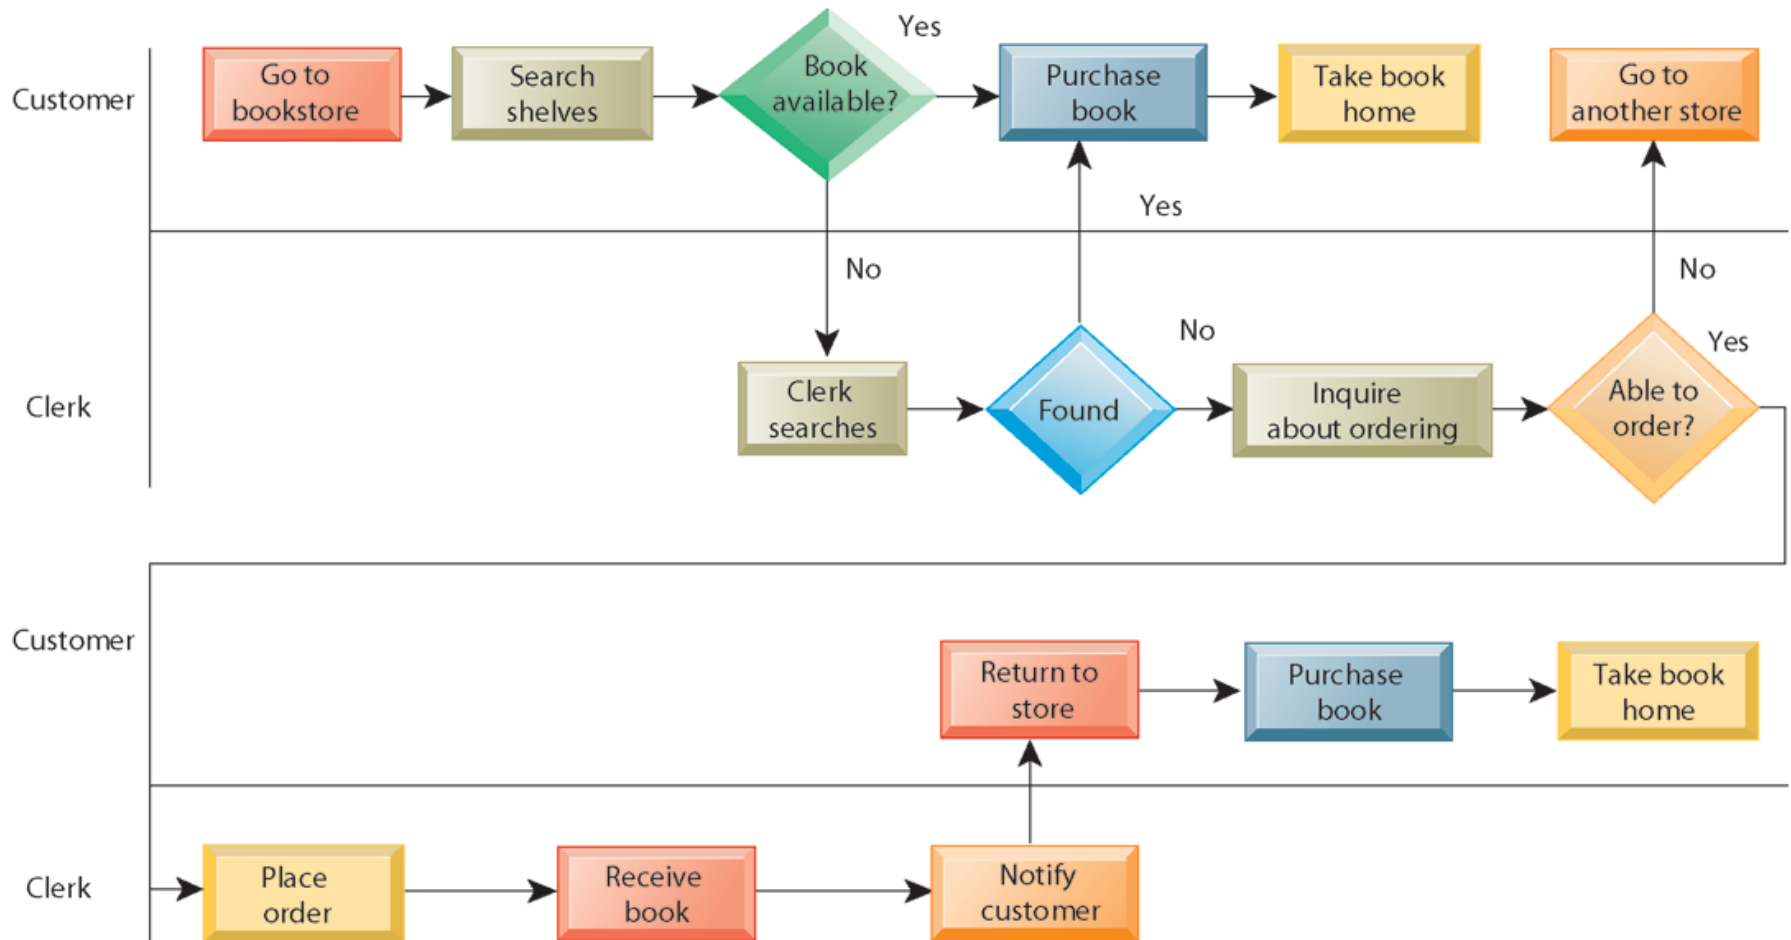 Yes
Customer
Go to
bookstore
Search
shelves
Book
available?
Purchase
book
Take book
home
Go to
another store
Yes
No
No
No
Yes
Clerk
Clerk
searches
Found
Inquire
about ordering
Able to
order?
Customer
Return to
store
Purchase
book
Take book
home
Clerk
Place
order
Receive
book
Notify
customer